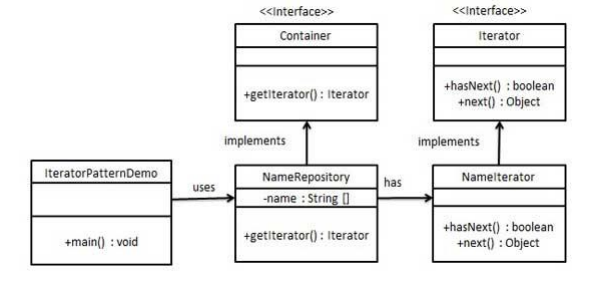 <<Interface>>
Container
+getIterator() : Iterator
<<Interface>>
Iterator
+hasNext() : boolean
+next() : Object
implements
implements
IteratorPatternDemo
+main() : void
uses
NameRepository
-name : String []
+getIterator() : Iterator
has
NameIterator
+hasNext() : boolean
+next() : Object